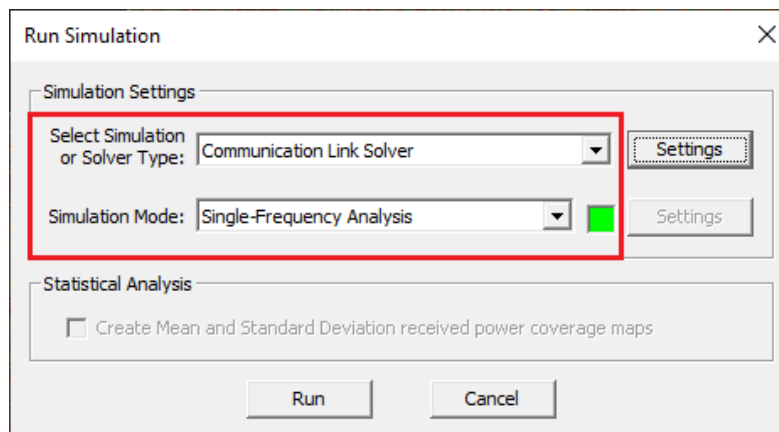 Run Simulation
Simulation Settings
Select Simulation
or Solver Type:
Communication Link Solver
Settings
Simulation Mode:
Single-Frequency Analysis
Settings
Statistical Analysis
Create Mean and Standard Deviation received power coverage maps
Run
Cancel